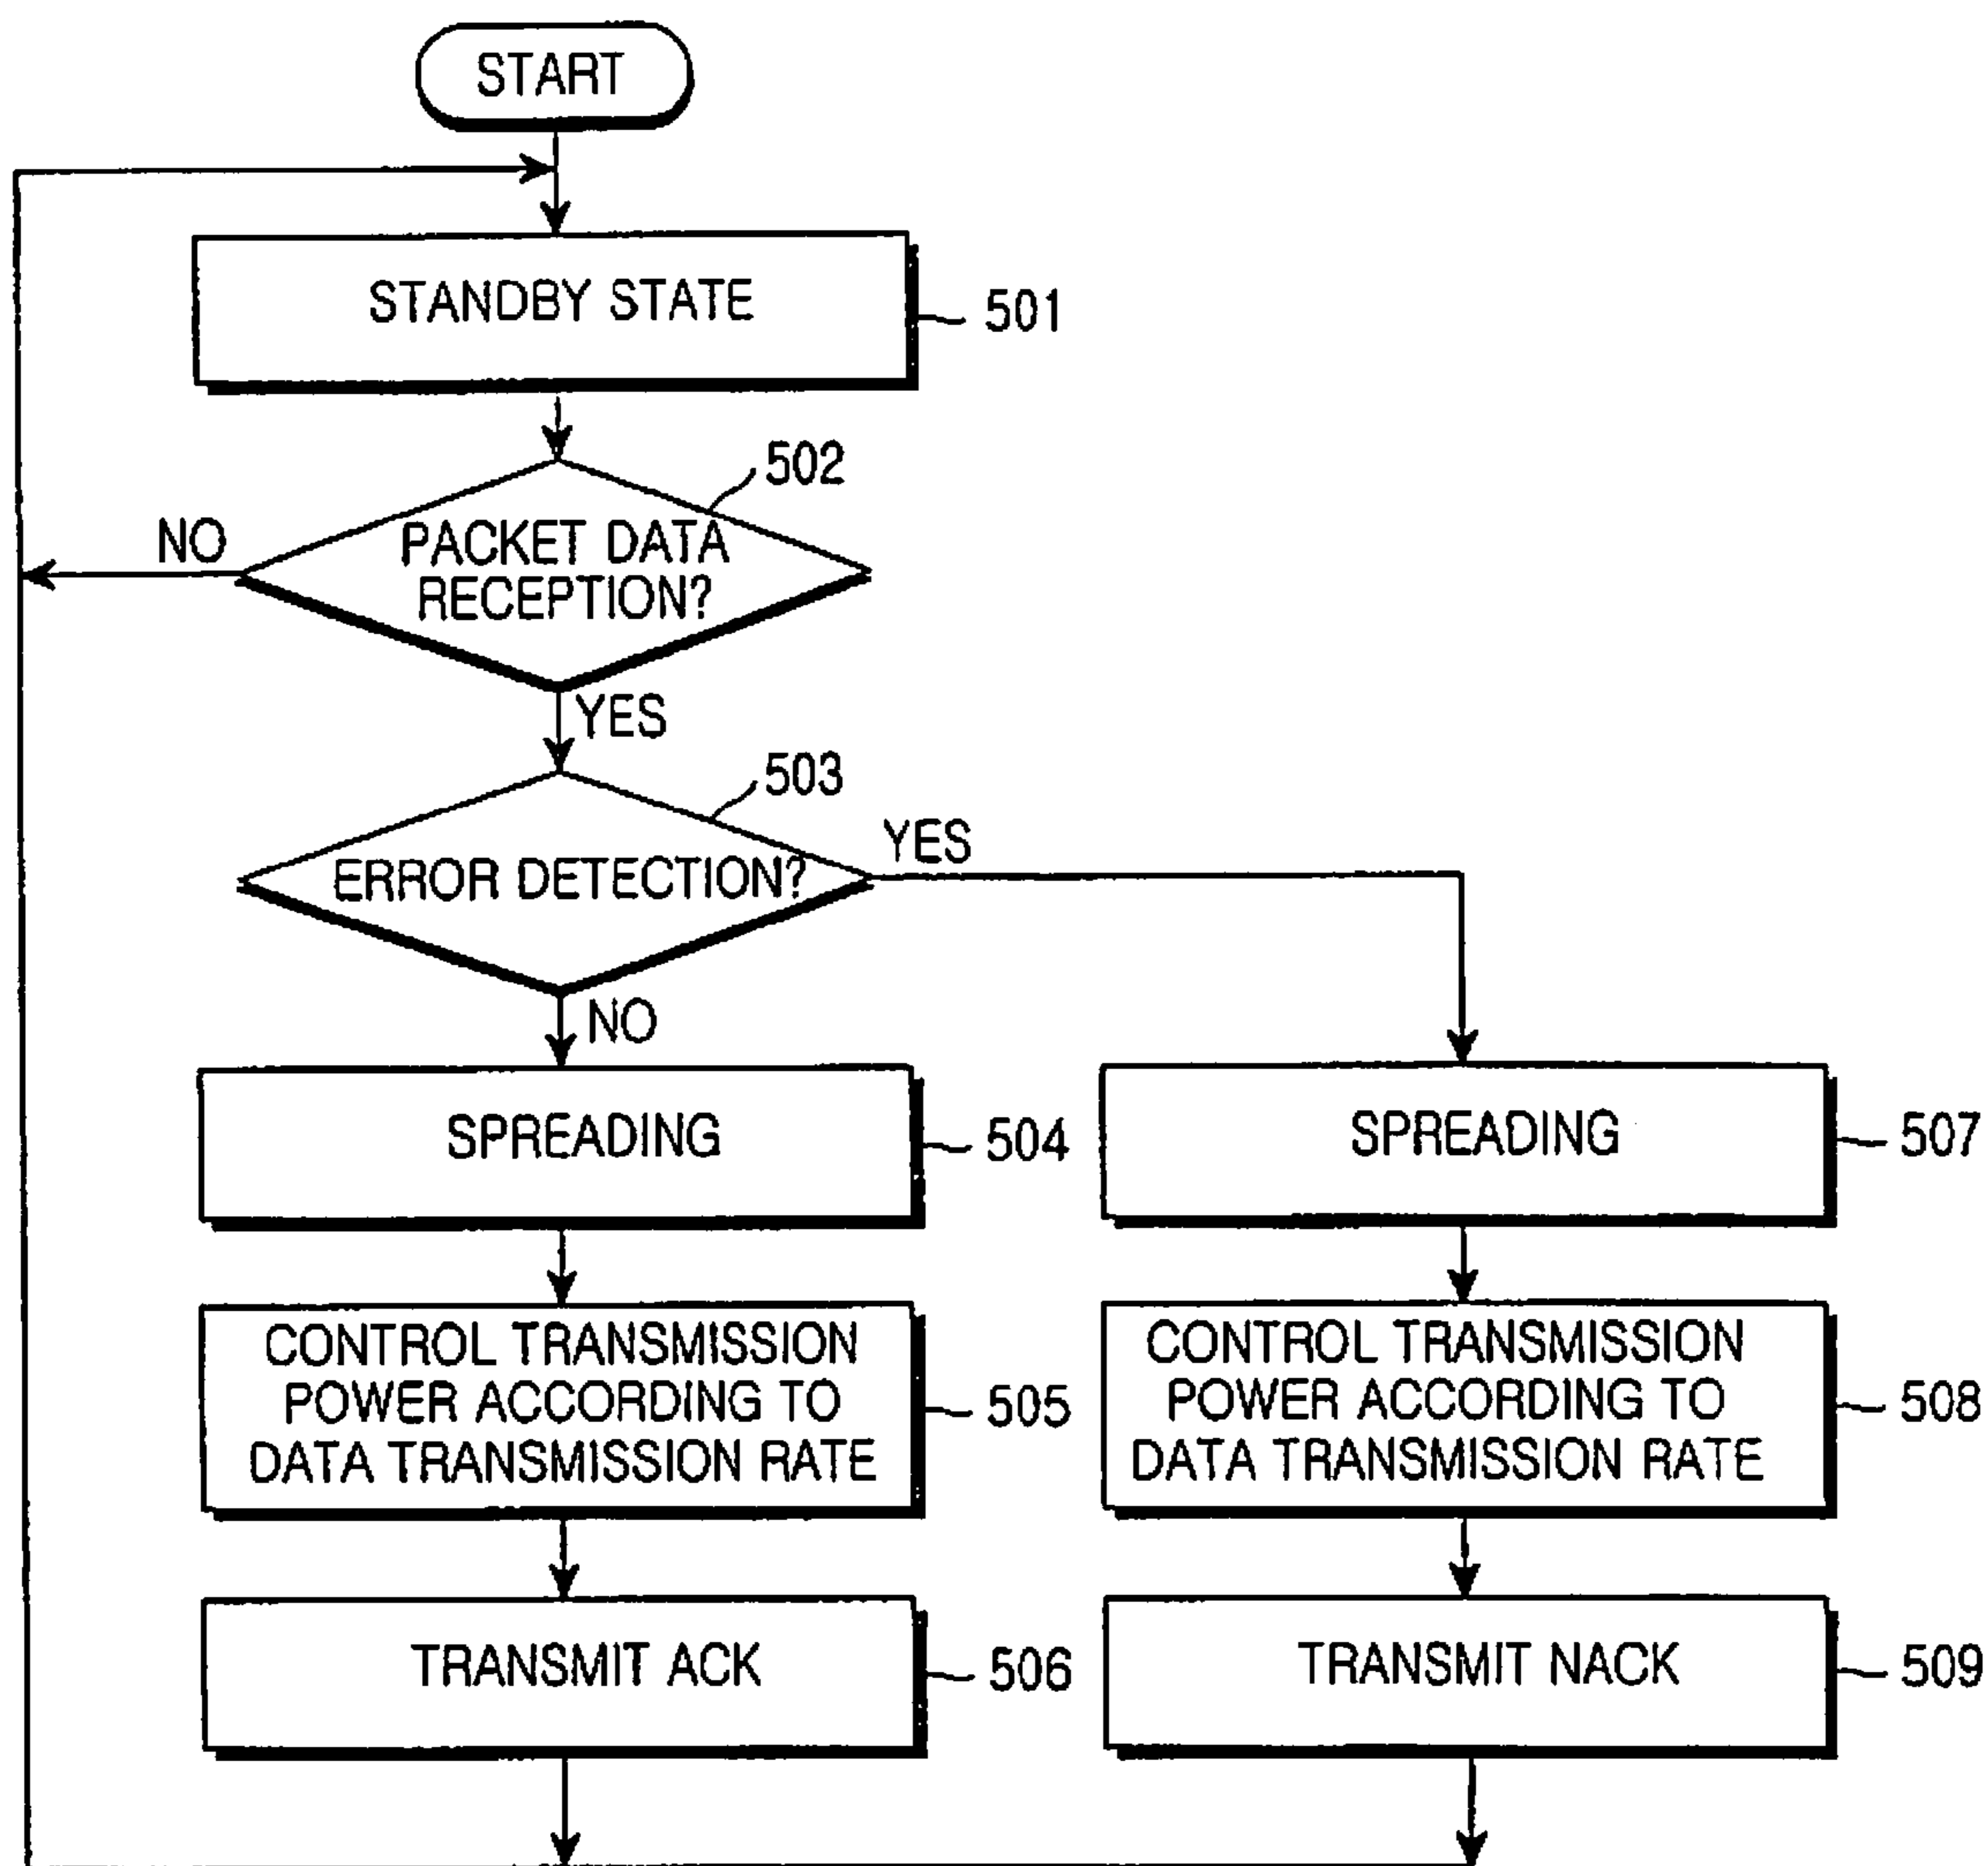 START
STANDBY STATE
501
502
NO
PACKET DATA
RECEPTION?
YES
503
YES
ERROR DETECTION?
NO
SPREADING
504
SPREADING
507
CONTROL TRANSMISSION
POWER ACCORDING TO
DATA TRANSMISSION RATE
505
CONTROL TRANSMISSION
POWER ACCORDING TO
DATA TRANSMISSION RATE
508
TRANSMIT ACK
506
TRANSMIT NACK
509